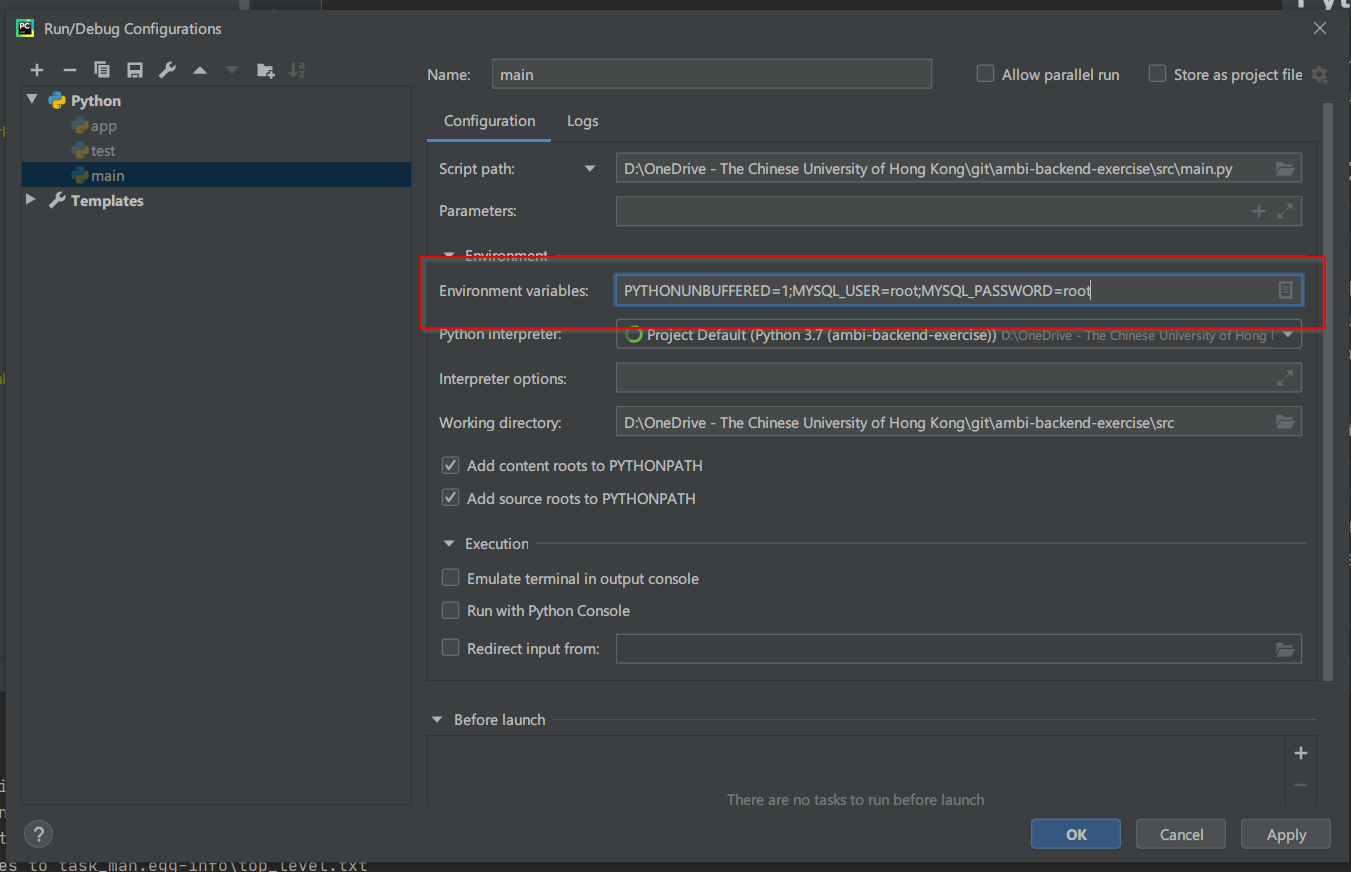 Run/Debug Configurations
Name: main Allow parallel run Store as project file
Python
app
test
main
Templates
Configuration Logs
Script path: D:\OneDrive - The Chinese University of Hong Kong\git\ambi-backend-exercise\src\main.py
Parameters:
Environment
Environment variables: PYTHONUNBUFFERED=1;MYSQL_USER=root;MYSQL_PASSWORD=root
Python interpreter: Project Default (Python 3.7 (ambi-backend-exercise)) D:\OneDrive - The Chinese University of Hong
Interpreter options:
Working directory: D:\OneDrive - The Chinese University of Hong Kong\git\ambi-backend-exercise\src
Add content roots to PYTHONPATH
Add source roots to PYTHONPATH
Execution
Emulate terminal in output console
Run with Python Console
Redirect input from:
Before launch
There are no tasks to run before launch
? OK Cancel Apply
es to task_man.egg-info\top_level.txt